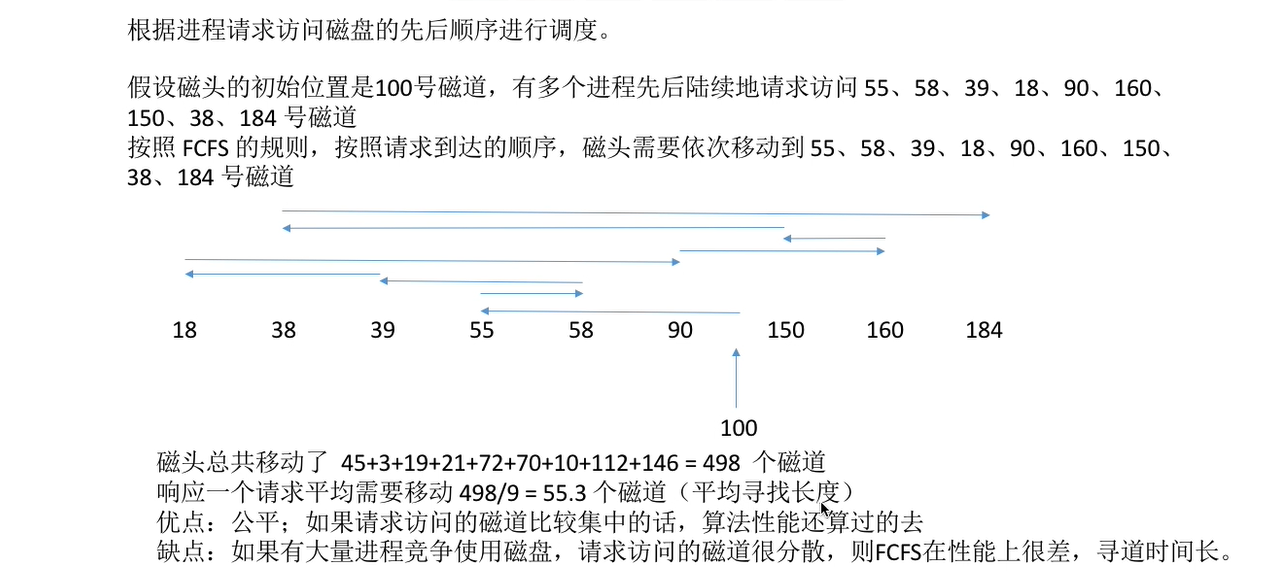 根据进程请求访问磁盘的先后顺序进行调度。
假设磁头的初始位置是100号磁道，有多个进程先后陆续地请求访问 55、58、39、18、90、160、
150、38、184 号磁道
按照 FCFS 的规则，按照请求到达的顺序，磁头需要依次移动到 55、58、39、18、90、160、150、
38、184 号磁道
18 38 39 55 58 90 150 160 184
100
磁头总共移动了 45+3+19+21+72+70+10+112+146 = 498 个磁道
响应一个请求平均需要移动 498/9 = 55.3 个磁道（平均寻找长度）
优点：公平；如果请求访问的磁道比较集中的话，算法性能还算过的去
缺点：如果有大量进程竞争使用磁盘，请求访问的磁道很分散，则FCFS在性能上很差，寻道时间长。